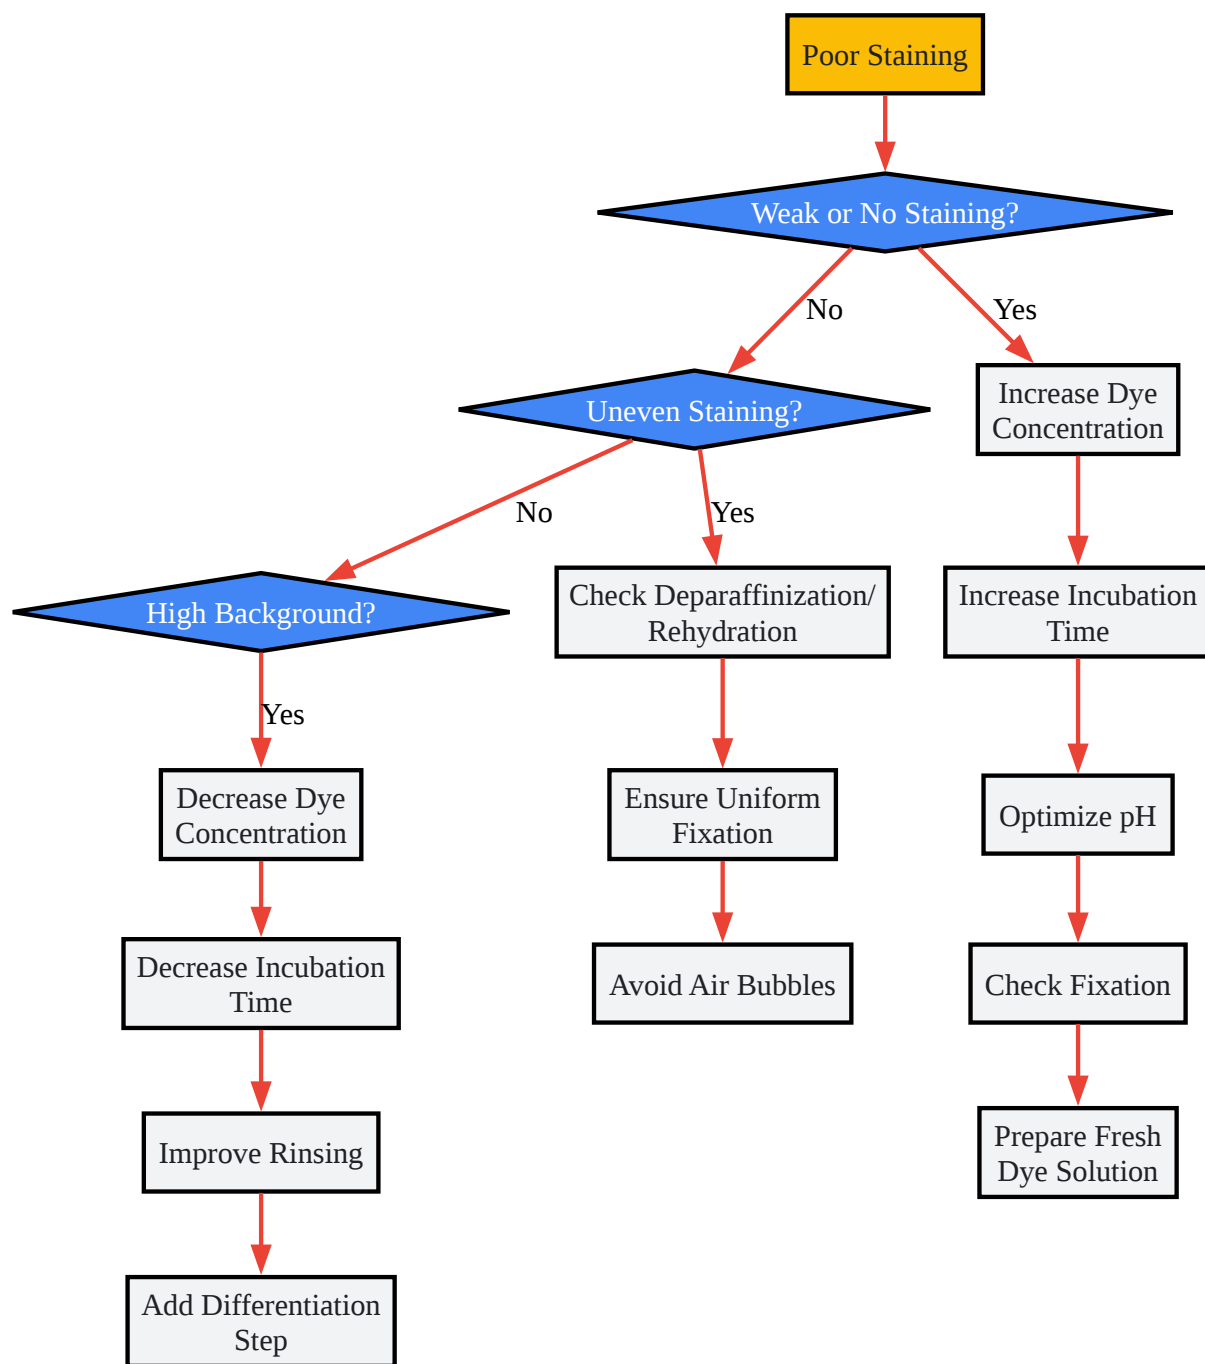 Poor Staining
Weak or No Staining?
No
Yes
Uneven Staining?
Increase Dye
Concentration
No
Yes
High Background?
Check Deparaffinization/
Rehydration
Increase Incubation
Time
Yes
Decrease Dye
Concentration
Ensure Uniform
Fixation
Optimize pH
Decrease Incubation
Time
Avoid Air Bubbles
Check Fixation
Improve Rinsing
Prepare Fresh
Dye Solution
Add Differentiation
Step